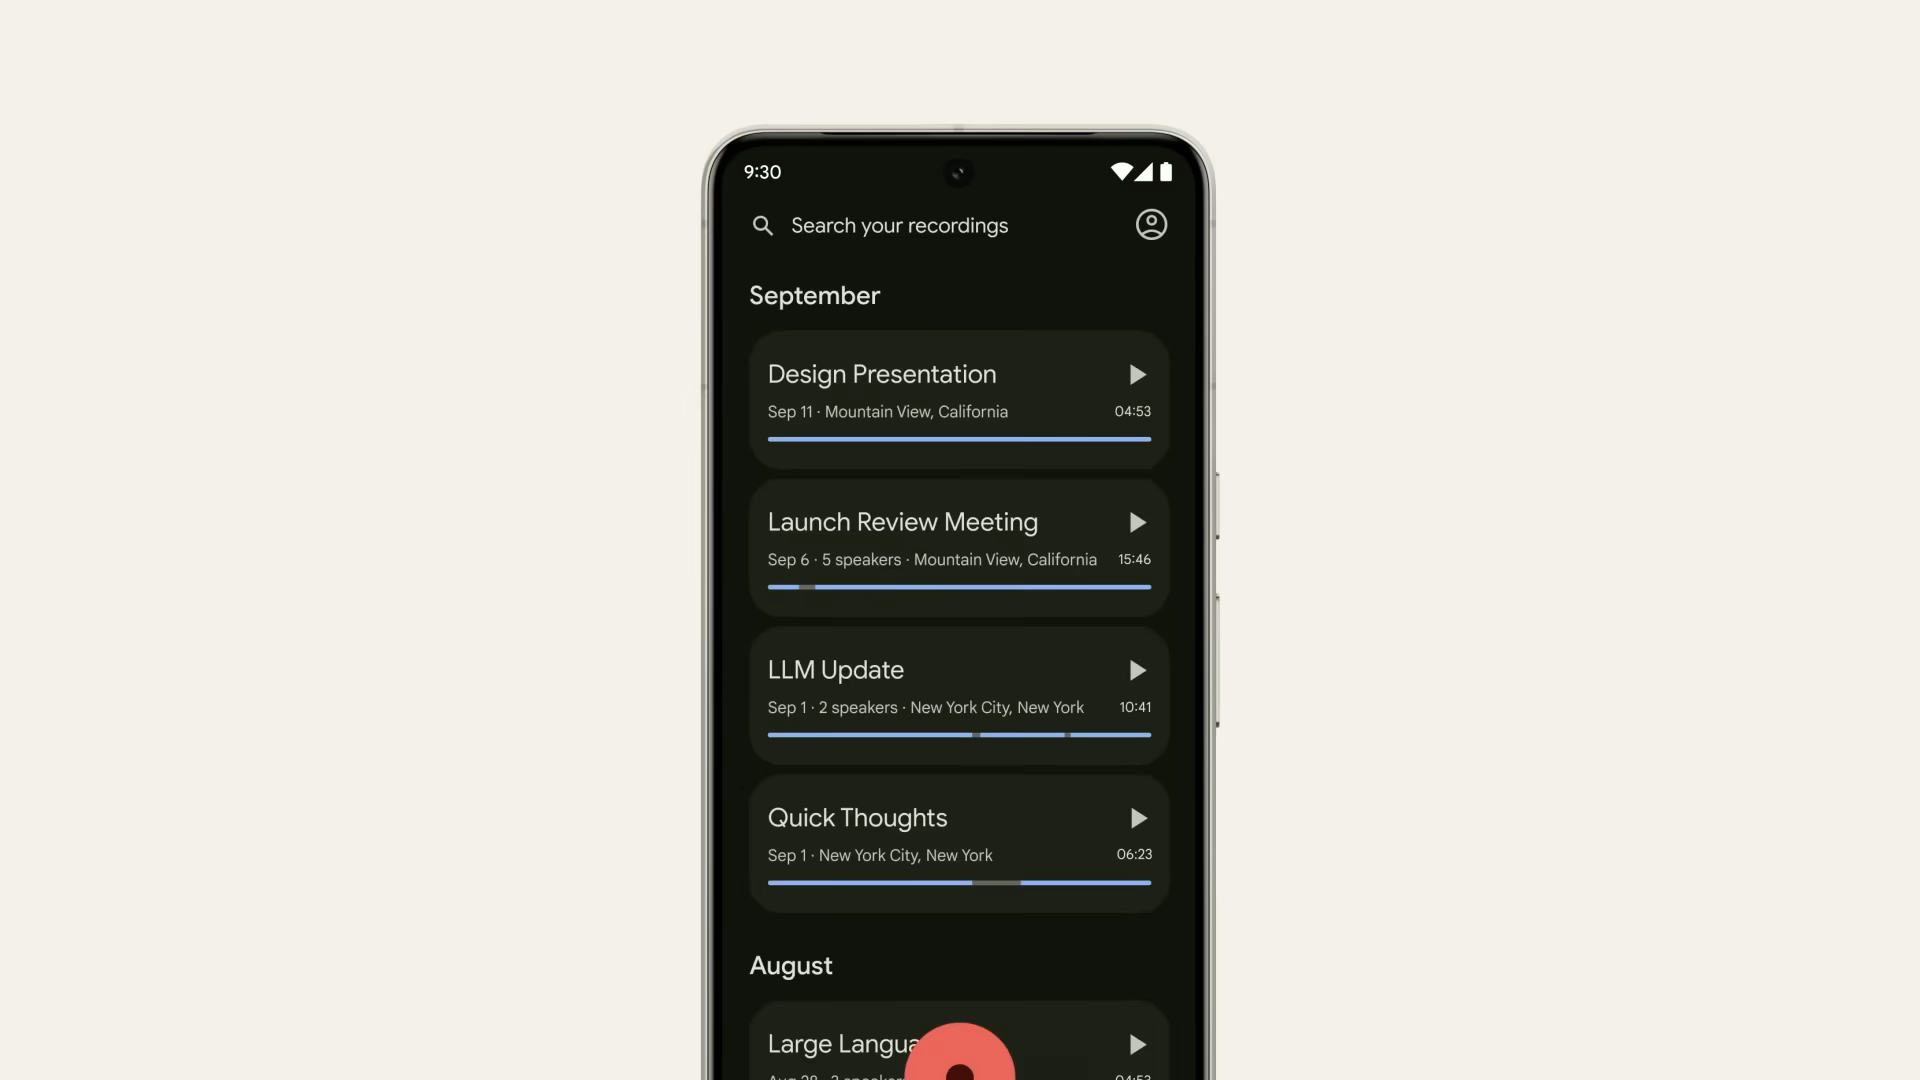 9:30
Search your recordings
September
Design Presentation
Sep 11 · Mountain View, California 04:53
Launch Review Meeting
Sep 6 · 5 speakers · Mountain View, California 15:46
LLM Update
Sep 1 · 2 speakers · New York City, New York 10:41
Quick Thoughts
Sep 1 · New York City, New York 06:23
August
Large